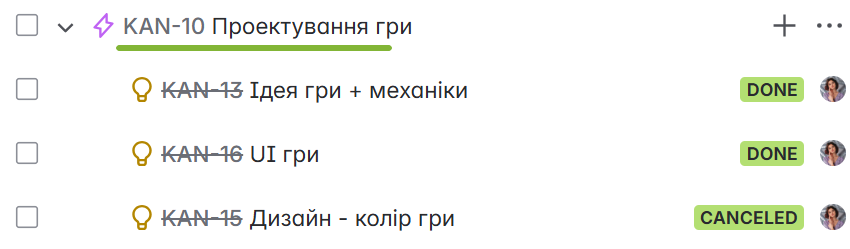 KAN-10 Проектування гри
KAN-13 Ідея гри + механіки DONE
KAN-16 UI гри DONE
KAN-15 Дизайн - колір гри CANCELED